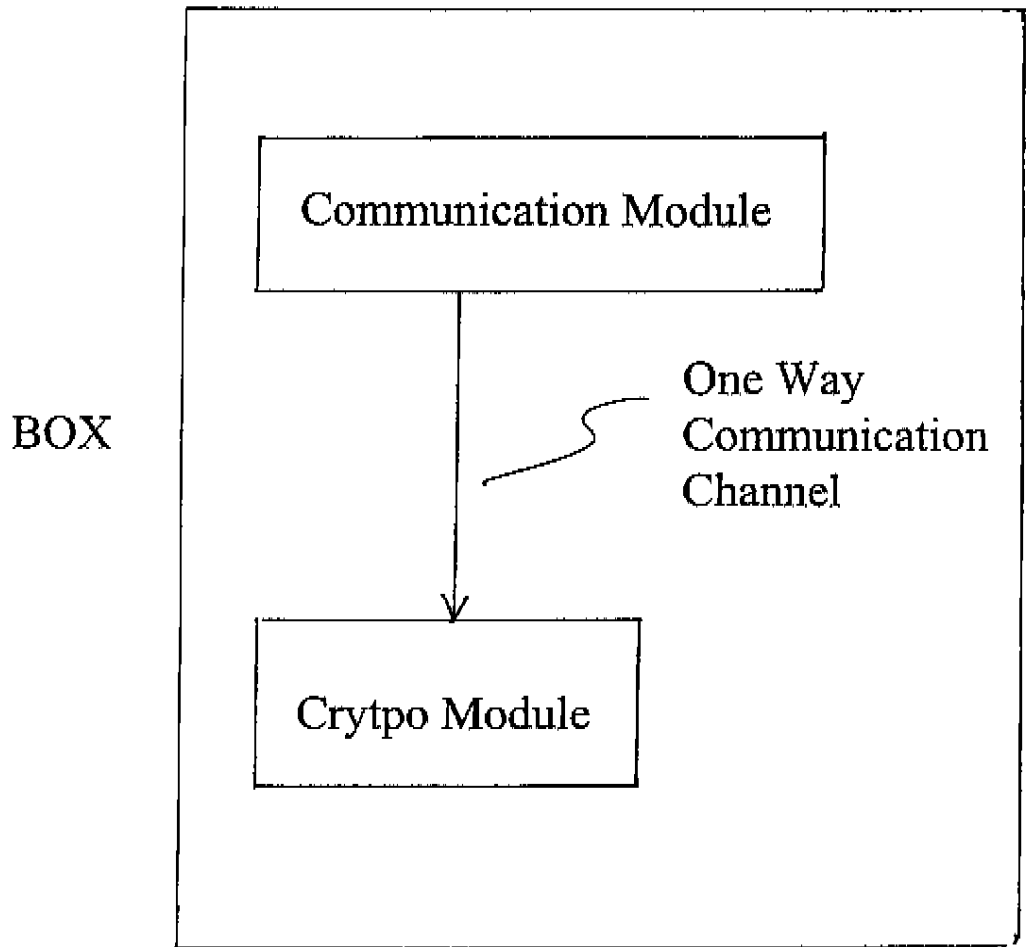 Communication Module
One Way
Communication
Channel
BOX
Crytpo Module